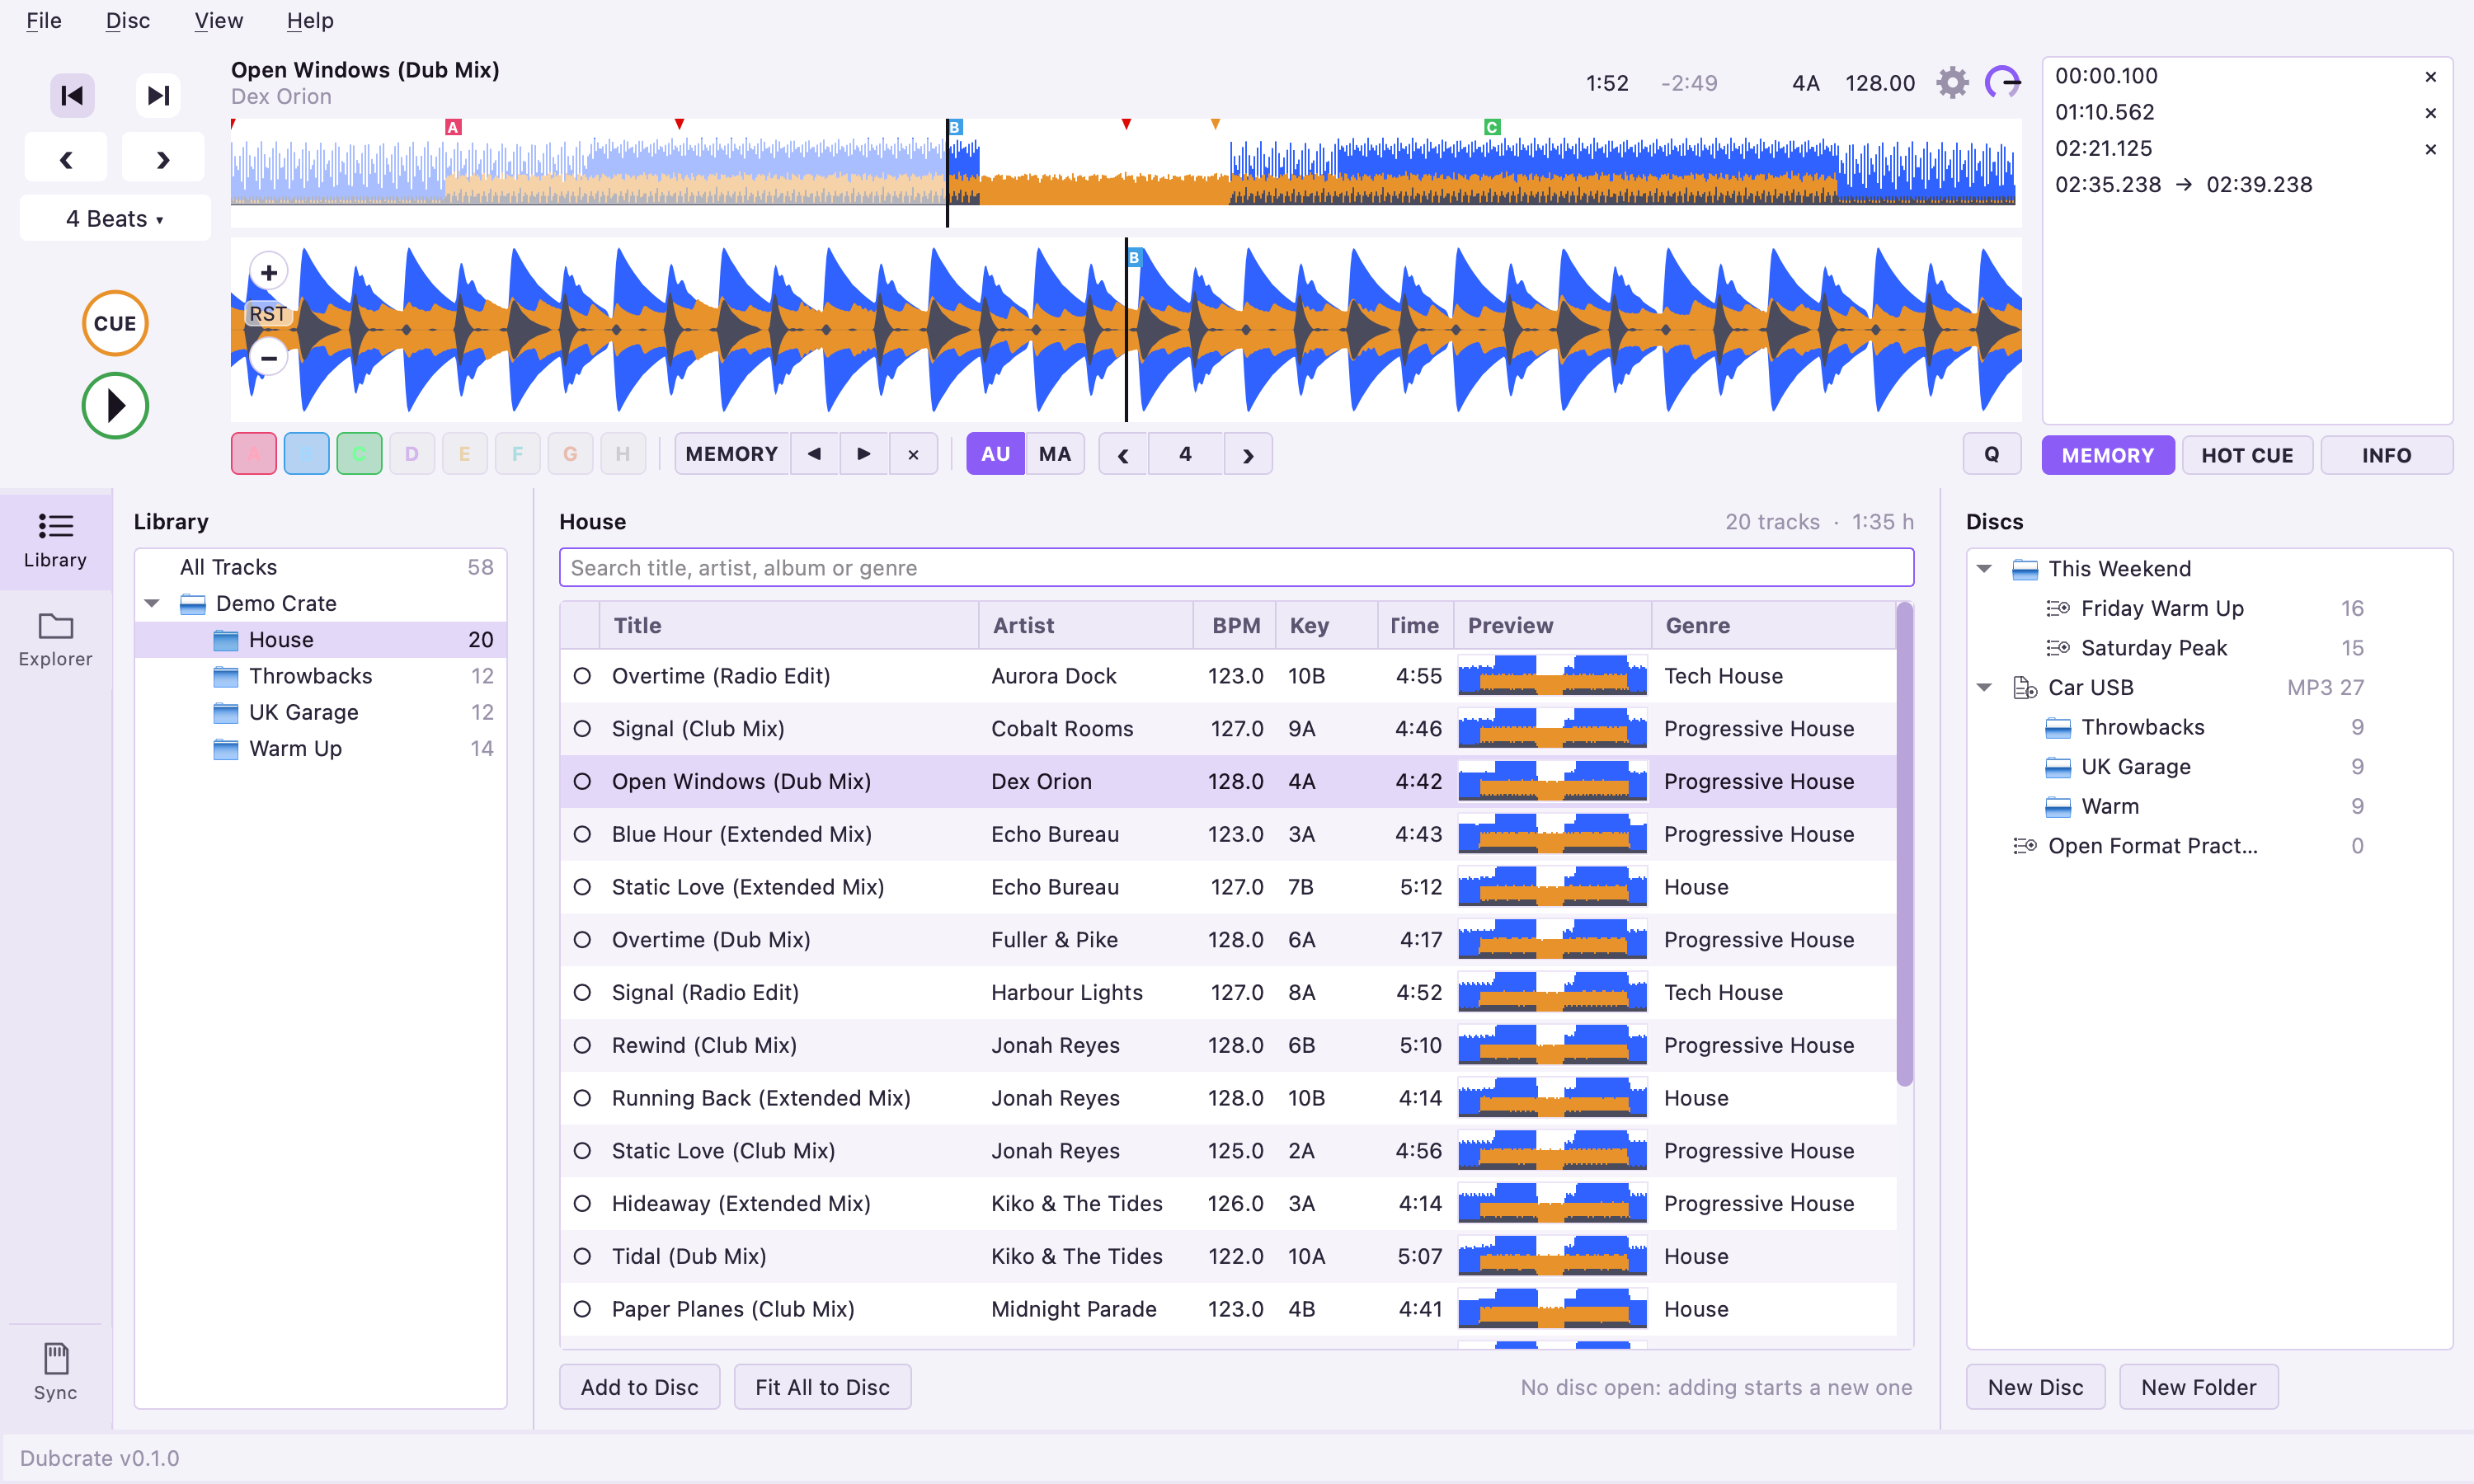 File Disc View Help
Open Windows (Dub Mix)
Dex Orion
1:52 -2:49 4A 128.00
4 Beats
CUE
A B C
B
RST
00:00.100 ×
01:10.562 ×
02:21.125 ×
02:35.238 → 02:39.238
A C D E F G H MEMORY × AU MA 4 Q
MEMORY HOT CUE INFO
Library
Explorer
Sync
Library
All Tracks 58
Demo Crate
House 20
Throwbacks 12
UK Garage 12
Warm Up 14
House 20 tracks · 1:35 h
Search title, artist, album or genre
Title Artist BPM Key Time Preview Genre
Overtime (Radio Edit) Aurora Dock 123.0 10B 4:55 Tech House
Signal (Club Mix) Cobalt Rooms 127.0 9A 4:46 Progressive House
Open Windows (Dub Mix) Dex Orion 128.0 4A 4:42 Progressive House
Blue Hour (Extended Mix) Echo Bureau 123.0 3A 4:43 Progressive House
Static Love (Extended Mix) Echo Bureau 127.0 7B 5:12 House
Overtime (Dub Mix) Fuller & Pike 128.0 6A 4:17 Progressive House
Signal (Radio Edit) Harbour Lights 127.0 8A 4:52 Tech House
Rewind (Club Mix) Jonah Reyes 128.0 6B 5:10 Progressive House
Running Back (Extended Mix) Jonah Reyes 128.0 10B 4:14 House
Static Love (Club Mix) Jonah Reyes 125.0 2A 4:56 Progressive House
Hideaway (Extended Mix) Kiko & The Tides 126.0 3A 4:14 Progressive House
Tidal (Dub Mix) Kiko & The Tides 122.0 10A 5:07 House
Paper Planes (Club Mix) Midnight Parade 123.0 4B 4:41 House
Add to Disc Fit All to Disc No disc open: adding starts a new one
Discs
This Weekend
Friday Warm Up 16
Saturday Peak 15
Car USB MP3 27
Throwbacks 9
UK Garage 9
Warm 9
Open Format Pract... 0
New Disc New Folder
Dubcrate v0.1.0